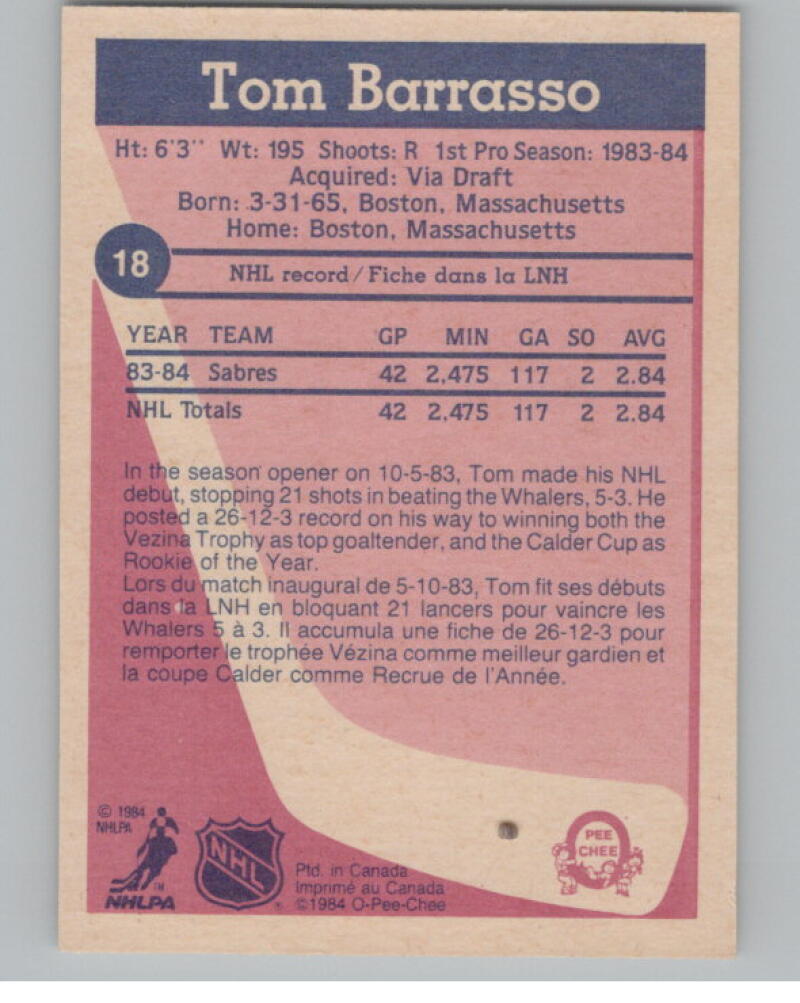 Tom Barrasso
Ht: 6'3" Wt: 195 Shoots: R 1st Pro Season: 1983-84
Acquired: Via Draft
Born: 3-31-65, Boston, Massachusetts
Home: Boston, Massachusetts
18
NHL record/Fiche dans la LNH
YEAR TEAM GP MIN GA SO AVG
83-84 Sabres 42 2,475 117 2 2.84
NHL Totals 42 2,475 117 2 2.84
In the season opener on 10-5-83, Tom made his NHL
debut, stopping 21 shots in beating the Whalers, 5-3. He
posted a 26-12-3 record on his way to winning both the
Vezina Trophy as top goaltender, and the Calder Cup as
Rookie of the Year.
Lors du match inaugural de 5-10-83, Tom fit ses débuts
dans la LNH en bloquant 21 lancers pour vaincre les
Whalers 5 à 3. Il accumula une fiche de 26-12-3 pour
remporter le trophée Vézina comme meilleur gardien et
la coupe Calder comme Recrue de l'Année.
© 1984
NHLPA
TM
NHLPA
NHL
®
Ptd. in Canada
Imprimé au Canada
©1984 O-Pee-Chee
PEE
CHEE